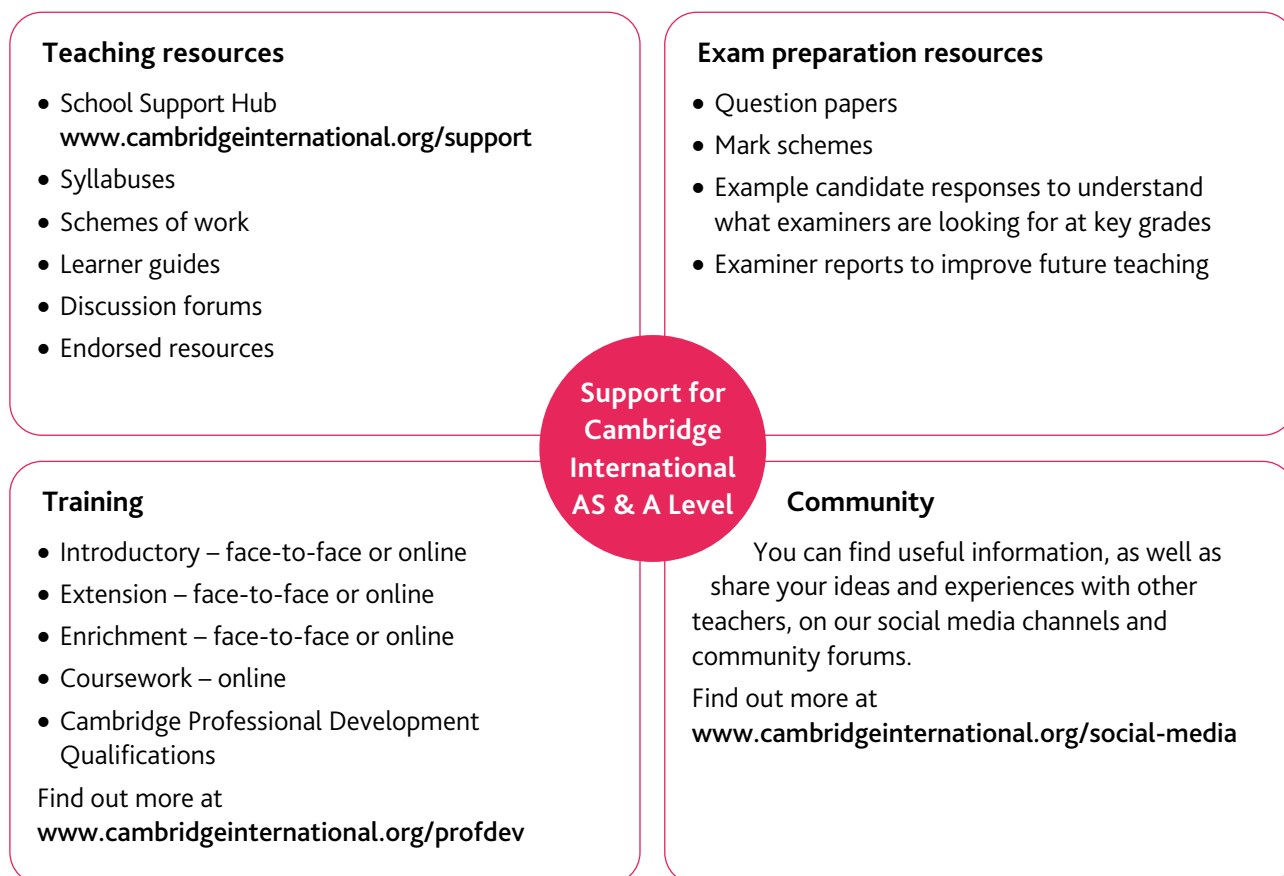 Teaching resources
• School Support Hub
www.cambridgeinternational.org/support
• Syllabuses
• Schemes of work
• Learner guides
• Discussion forums
• Endorsed resources
Exam preparation resources
• Question papers
• Mark schemes
• Example candidate responses to understand
what examiners are looking for at key grades
• Examiner reports to improve future teaching
Support for
Cambridge
International
AS & A Level
Training
• Introductory – face-to-face or online
• Extension – face-to-face or online
• Enrichment – face-to-face or online
• Coursework – online
• Cambridge Professional Development
Qualifications
Find out more at
www.cambridgeinternational.org/profdev
Community
You can find useful information, as well as
share your ideas and experiences with other
teachers, on our social media channels and
community forums.
Find out more at
www.cambridgeinternational.org/social-media